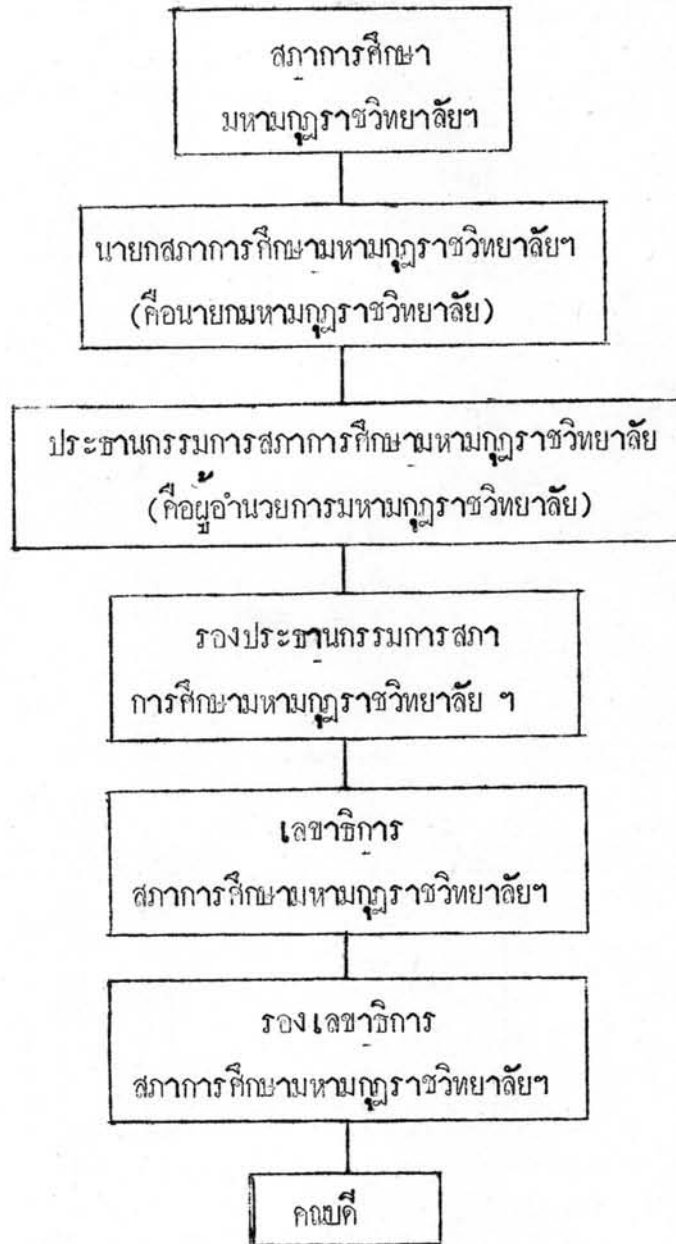 สภาการศึกษา
มหามกุฎราชวิทยาลัยฯ
นายกสภาการศึกษามหามกุฎราชวิทยาลัยฯ
(คือนายกมหามกุฎราชวิทยาลัย)
ประธานกรรมการสภาการศึกษามหามกุฎราชวิทยาลัย
(คือผู้อำนวยการมหามกุฎราชวิทยาลัย)
รองประธานกรรมการสภา
การศึกษามหามกุฎราชวิทยาลัย ฯ
เลขาธิการ
สภาการศึกษามหามกุฎราชวิทยาลัยฯ
รองเลขาธิการ
สภาการศึกษามหามกุฎราชวิทยาลัยฯ
คณบดี